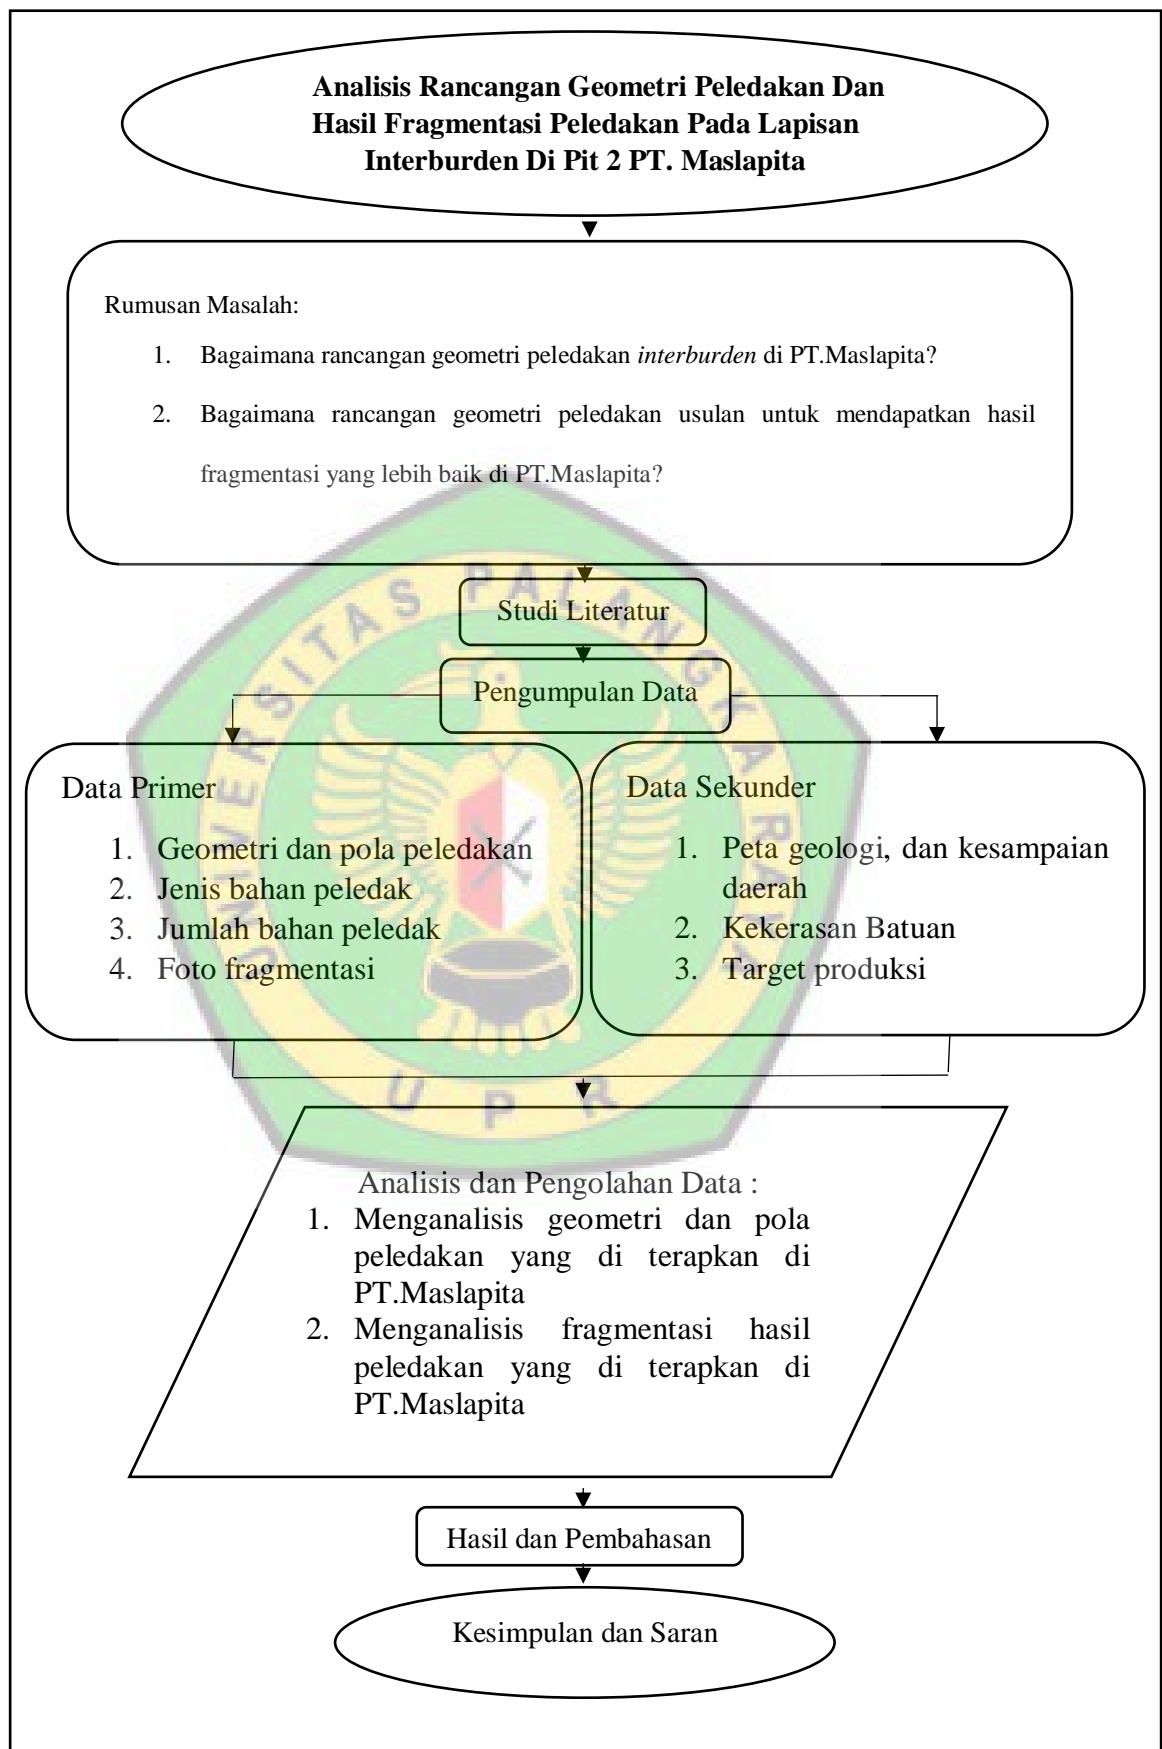 Analisis Rancangan Geometri Peledakan Dan
Hasil Fragmentasi Peledakan Pada Lapisan
Interburden Di Pit 2 PT. Maslapita
Rumusan Masalah:
1. Bagaimana rancangan geometri peledakan interburden di PT.Maslapita?
2. Bagaimana rancangan geometri peledakan usulan untuk mendapatkan hasil
fragmentasi yang lebih baik di PT.Maslapita?
Studi Literatur
Pengumpulan Data
Data Primer
1. Geometri dan pola peledakan
2. Jenis bahan peledak
3. Jumlah bahan peledak
4. Foto fragmentasi
Data Sekunder
1. Peta geologi, dan kesampaian
daerah
2. Kekerasan Batuan
3. Target produksi
Analisis dan Pengolahan Data :
1. Menganalisis geometri dan pola
peledakan yang di terapkan di
PT.Maslapita
2. Menganalisis fragmentasi hasil
peledakan yang di terapkan di
PT.Maslapita
Hasil dan Pembahasan
Kesimpulan dan Saran
UNIVERSITAS PALANGKA RAYA
UPR